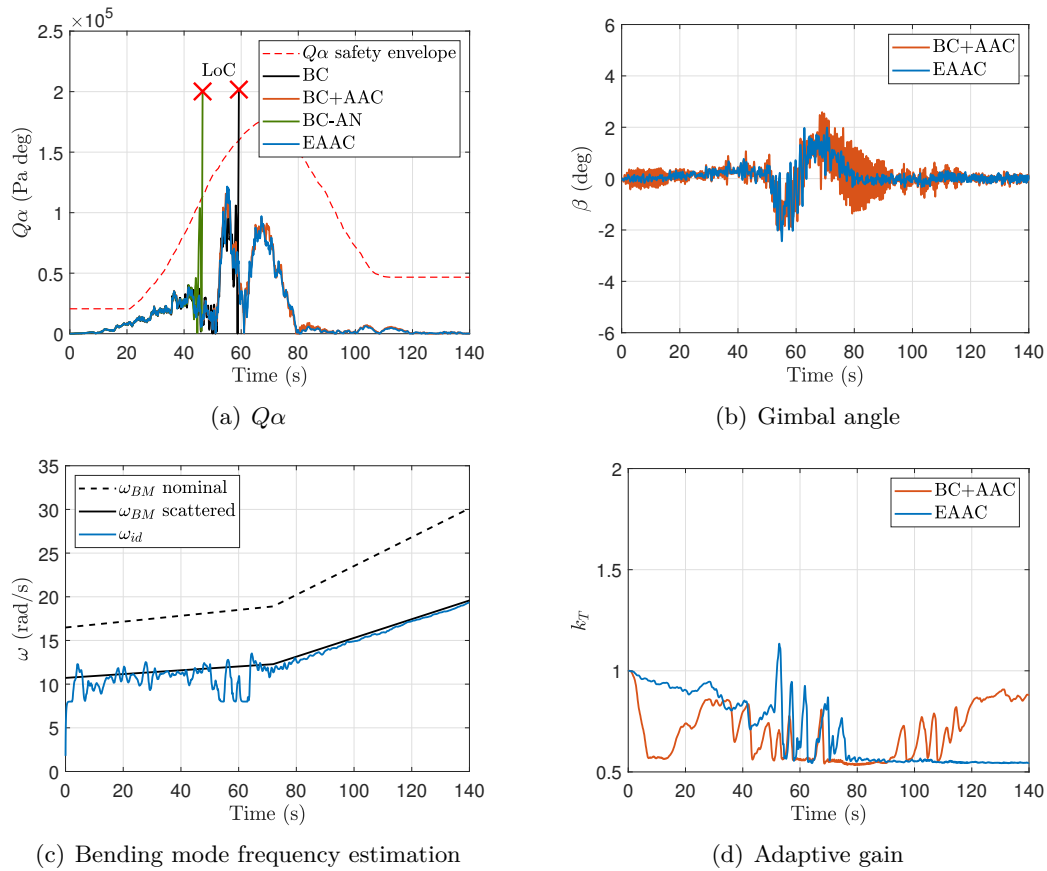 ×10⁵
2.5
2
1.5
1
0.5
0
0 20 40 60 80 100 120 140
Qα (Pa deg)
Time (s)
LoC
Qα safety envelope
BC
BC+AAC
BC-AN
EAAC
(a) Qα
6
4
2
0
-2
-4
-6
0 20 40 60 80 100 120 140
β (deg)
Time (s)
BC+AAC
EAAC
(b) Gimbal angle
35
30
25
20
15
10
5
0
0 20 40 60 80 100 120 140
ω (rad/s)
Time (s)
ω_BM nominal
ω_BM scattered
ω_id
(c) Bending mode frequency estimation
2
1.5
1
0.5
0 20 40 60 80 100 120 140
k_T
Time (s)
BC+AAC
EAAC
(d) Adaptive gain